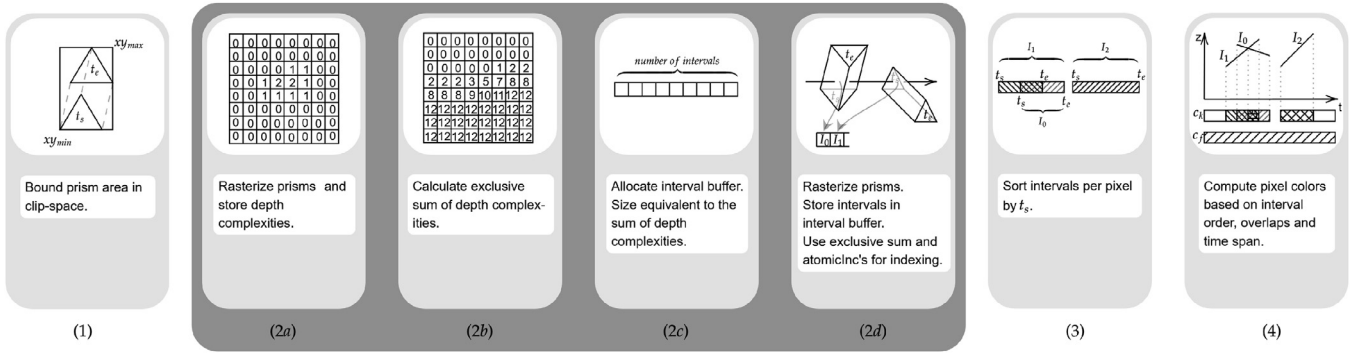 xy_max
t_e
t_s
xy_min
Bound prism area in
clip-space.
(1)
0 0 0 0 0 0 0 0
0 0 0 0 0 0 0 0
0 0 0 0 1 1 0 0
0 0 1 2 2 1 0 0
0 0 1 1 1 1 0 0
0 0 0 0 0 0 0 0
0 0 0 0 0 0 0 0
0 0 0 0 0 0 0 0
Rasterize prisms and
store depth
complexities.
(2a)
0 0 0 0 0 0 0 0
0 0 0 0 0 0 0 0
0 0 0 0 0 1 2 2
2 2 2 3 5 7 8 8
8 8 8 9 10 11 12 12
12 12 12 12 12 12 12 12
12 12 12 12 12 12 12 12
12 12 12 12 12 12 12 12
Calculate exclusive
sum of depth complex-
ities.
(2b)
number of intervals
Allocate interval buffer.
Size equivalent to the
sum of depth
complexities.
(2c)
t_e
t_s
t_s
t_e
I_0 I_1
Rasterize prisms.
Store intervals in
interval buffer.
Use exclusive sum and
atomicInc's for indexing.
(2d)
I_1 I_2
t_s t_e t_s t_e
t_s t_e
I_0
Sort intervals per pixel
by t_s.
(3)
z
I_1 I_0 I_2
t
c_k
c_f
Compute pixel colors
based on interval
order, overlaps and
time span.
(4)